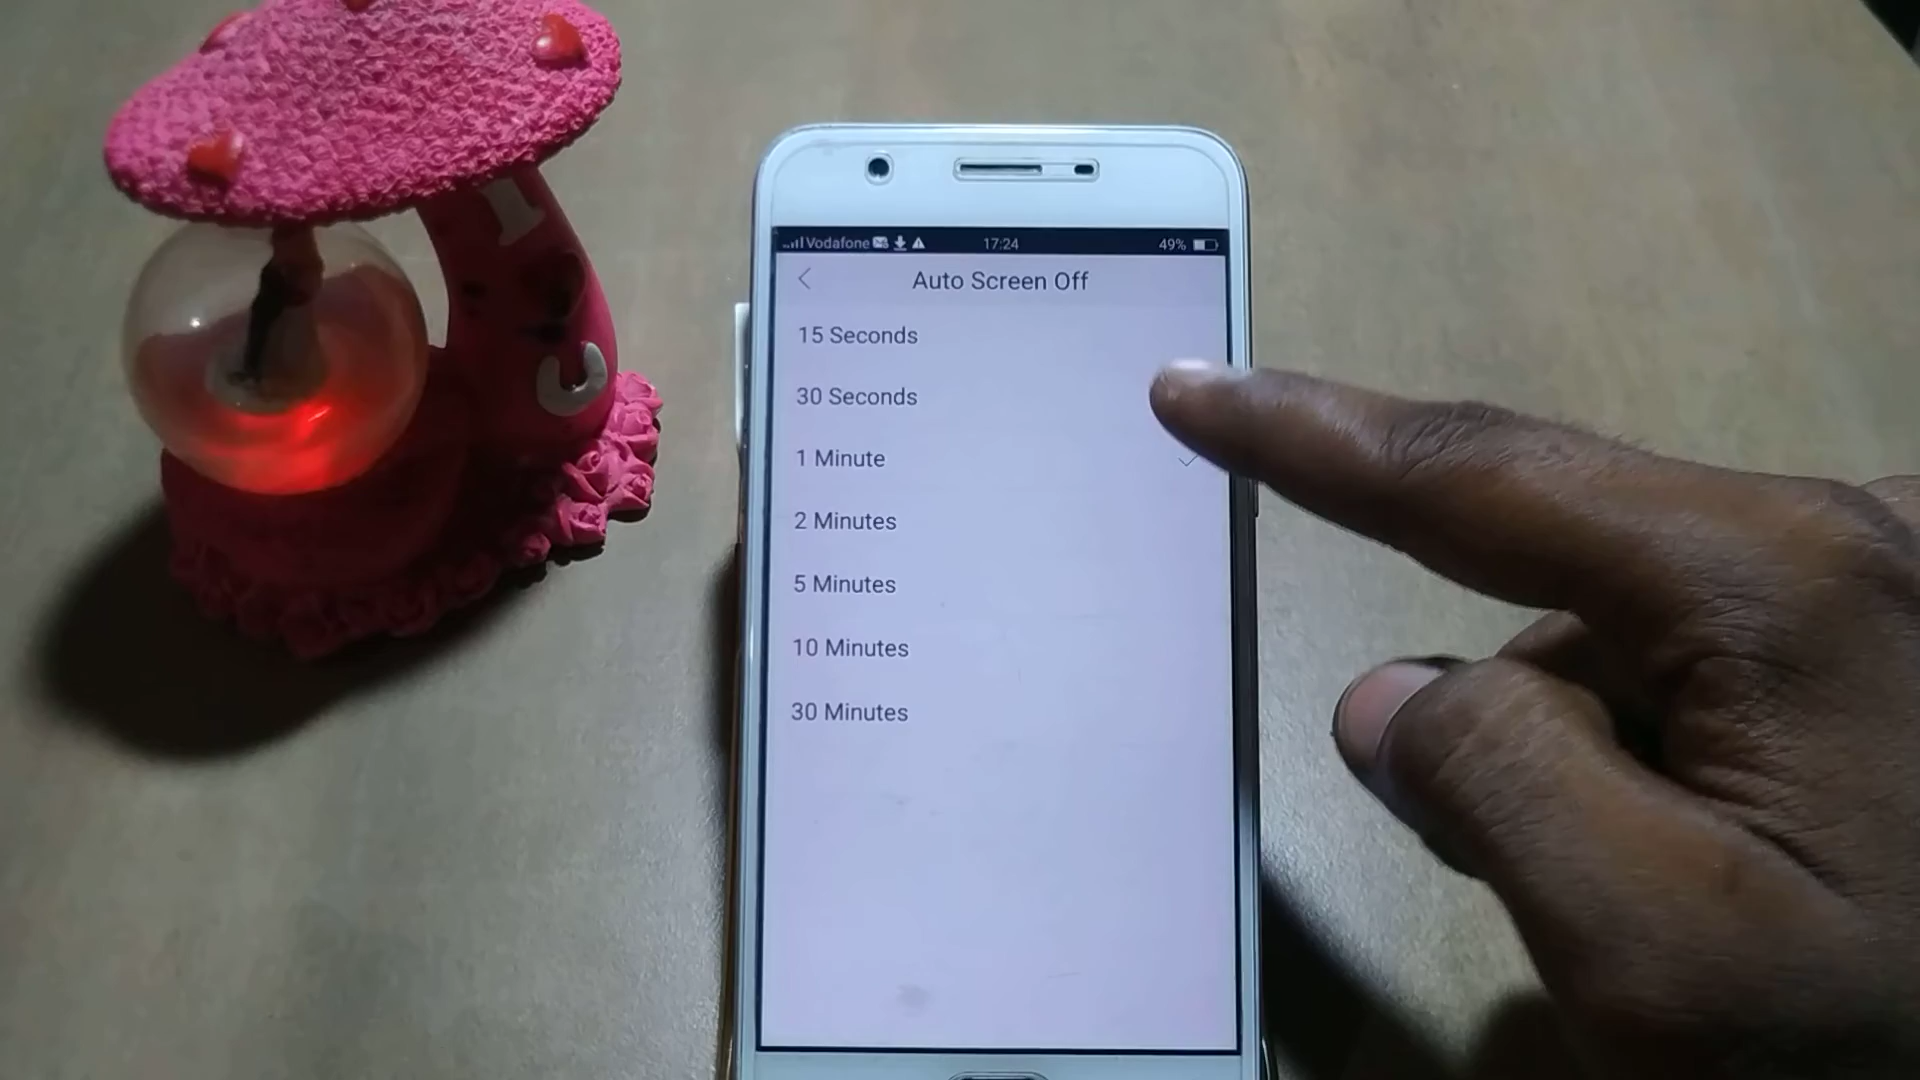 Vodafone 17:24 49%
Auto Screen Off
15 Seconds
30 Seconds
1 Minute
2 Minutes
5 Minutes
10 Minutes
30 Minutes